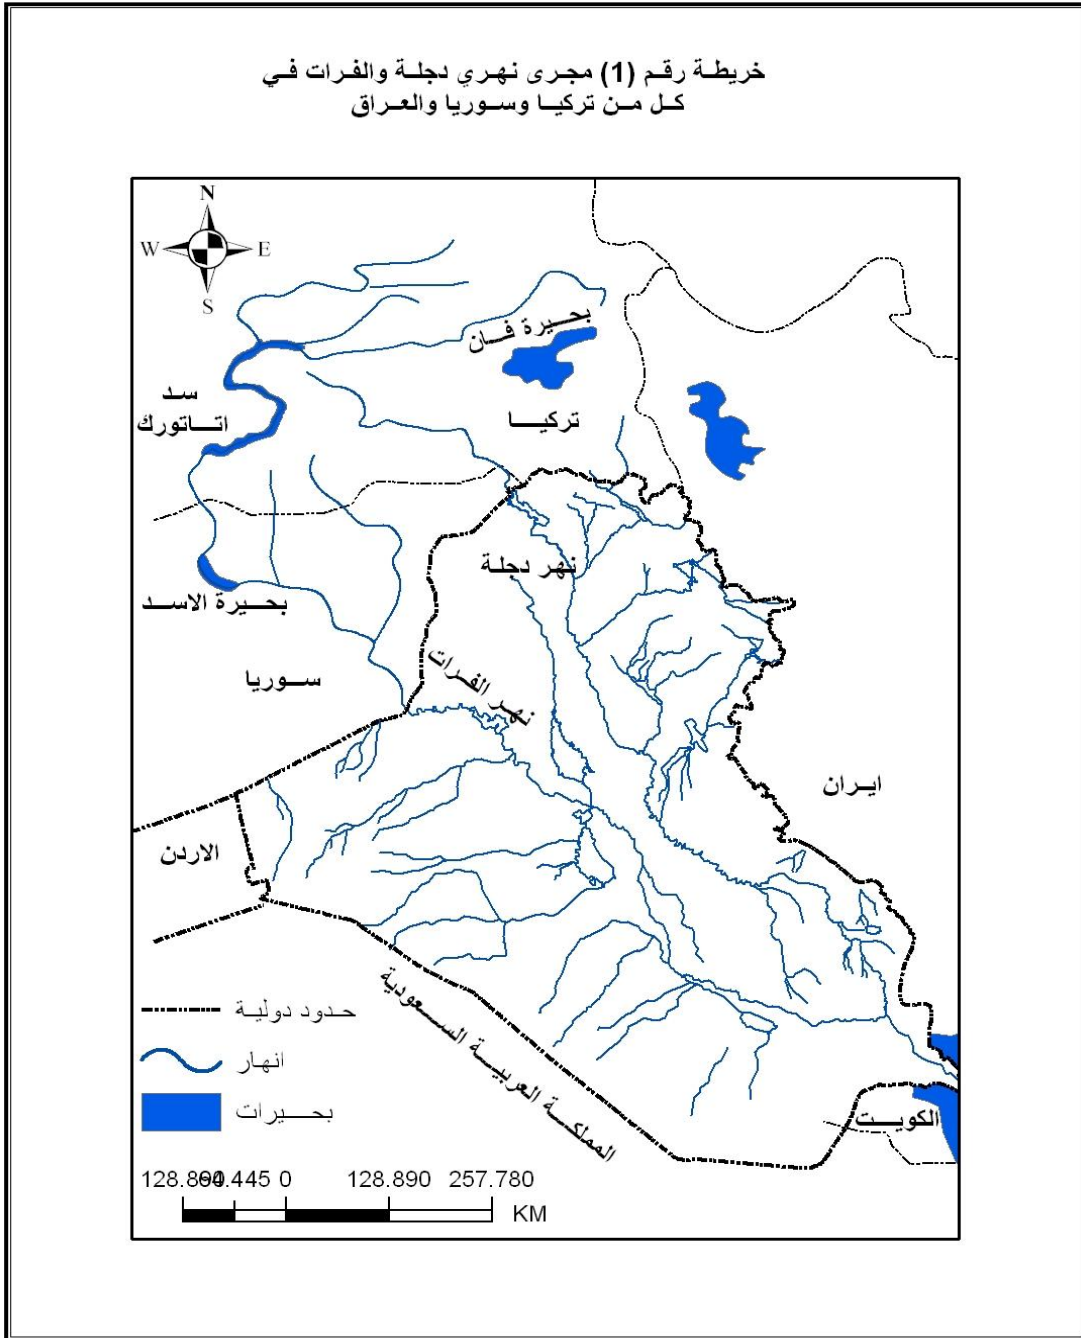 خريطة رقم (1) مجرى نهري دجلة والفرات في
كل من تركيا وسوريا والعراق
N
W
E
S
بحيرة فان
سد
اتاتورك
تركيا
نهر دجلة
بحيرة الاسد
نهر الفرات
سوريا
ايران
الاردن
المملكة العربية السعودية
حدود دولية
انهار
بحيرات
الكويت
0 128.890 257.780
KM